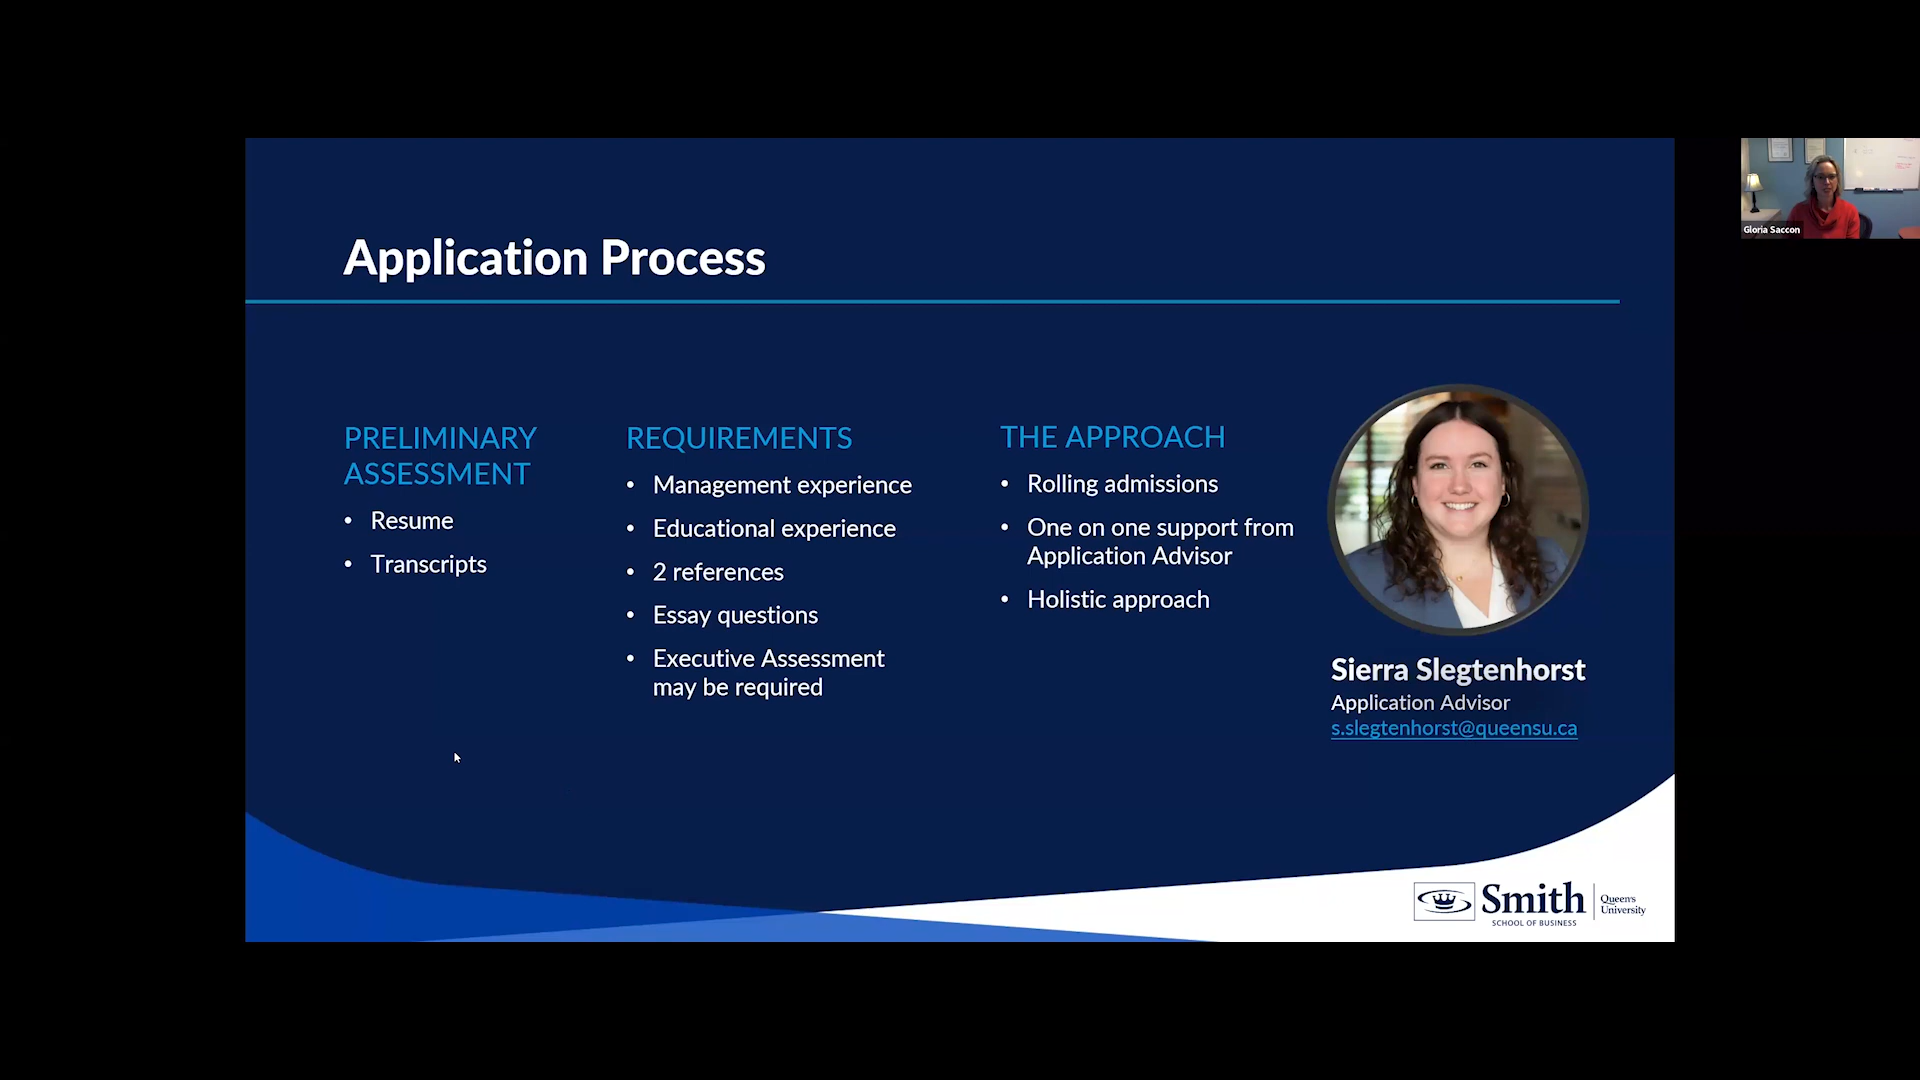 Application Process
PRELIMINARY
ASSESSMENT
• Resume
• Transcripts
REQUIREMENTS
• Management experience
• Educational experience
• 2 references
• Essay questions
• Executive Assessment
may be required
THE APPROACH
• Rolling admissions
• One on one support from
Application Advisor
• Holistic approach
Sierra Slegtenhorst
Application Advisor
s.slegtenhorst@queensu.ca
Smith
SCHOOL OF BUSINESS
Queen's
University
Gloria Saccon